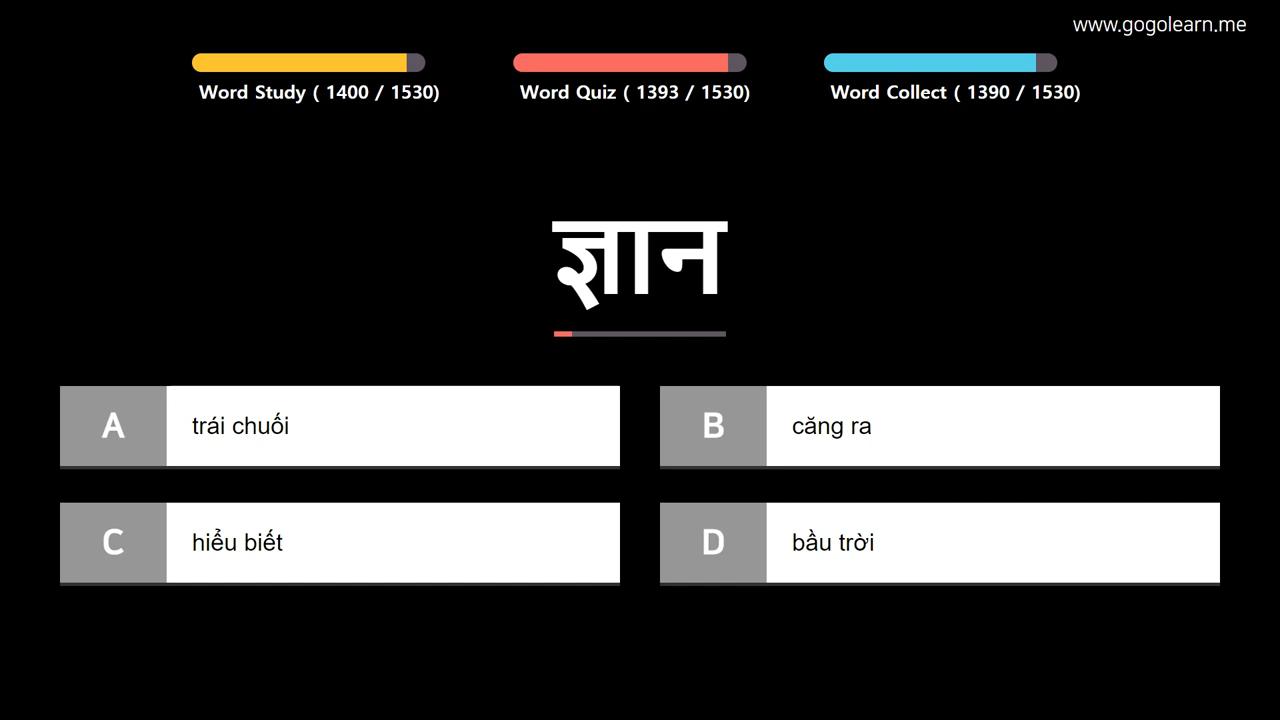 www.gogolearn.me
Word Study ( 1400 / 1530)
Word Quiz ( 1393 / 1530)
Word Collect ( 1390 / 1530)
ज्ञान
A trái chuối
B căng ra
C hiểu biết
D bầu trời